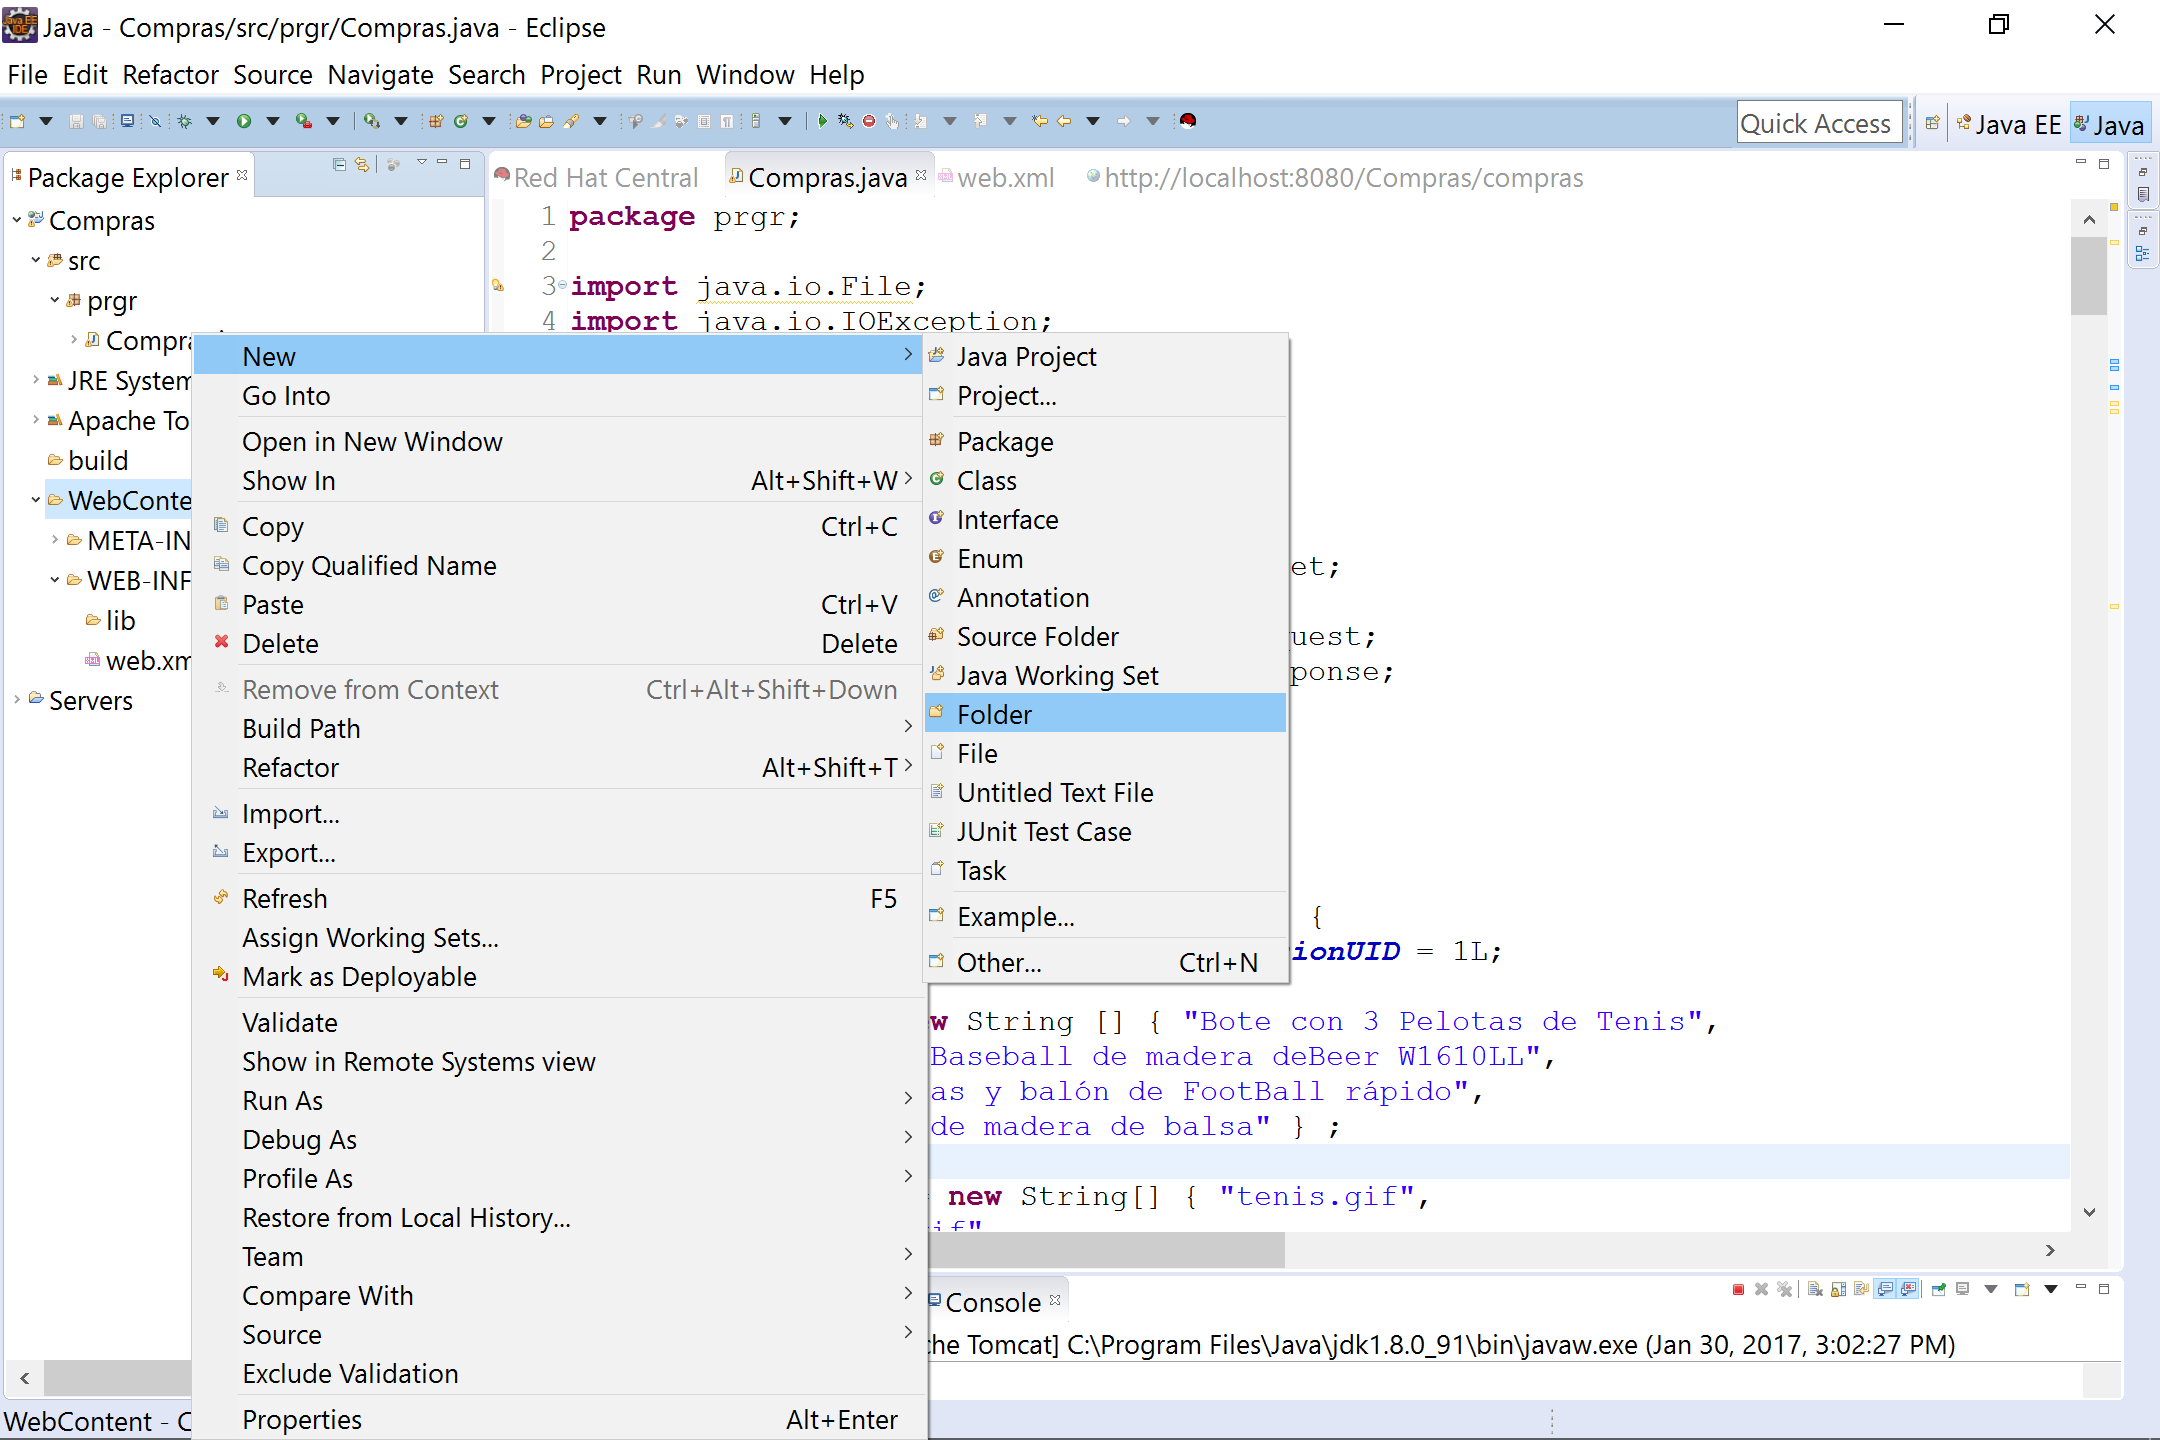 Java - Compras/src/prgr/Compras.java - Eclipse
File Edit Refactor Source Navigate Search Project Run Window Help
Quick Access
Java EE
Java
Package Explorer
Compras
src
prgr
JRE System
Apache To
build
WebConte
META-IN
WEB-INF
lib
web.xm
Servers
Red Hat Central
Compras.java
web.xml
http://localhost:8080/Compras/compras
1 package prgr;
2
3 import java.io.File;
4 import java.io.IOException;
et;
uest;
ponse;
{
ionUID = 1L;
w String [] { "Bote con 3 Pelotas de Tenis",
Baseball de madera deBeer W1610LL",
as y balón de FootBall rápido",
de madera de balsa" } ;
= new String[] { "tenis.gif",
New
Go Into
Open in New Window
Show In Alt+Shift+W
Copy Ctrl+C
Copy Qualified Name
Paste Ctrl+V
Delete Delete
Remove from Context Ctrl+Alt+Shift+Down
Build Path
Refactor Alt+Shift+T
Import...
Export...
Refresh F5
Assign Working Sets...
Mark as Deployable
Validate
Show in Remote Systems view
Run As
Debug As
Profile As
Restore from Local History...
Team
Compare With
Source
Exclude Validation
Properties Alt+Enter
Java Project
Project...
Package
Class
Interface
Enum
Annotation
Source Folder
Java Working Set
Folder
File
Untitled Text File
JUnit Test Case
Task
Example...
Other... Ctrl+N
Console
che Tomcat] C:\Program Files\Java\jdk1.8.0_91\bin\javaw.exe (Jan 30, 2017, 3:02:27 PM)
WebContent - C